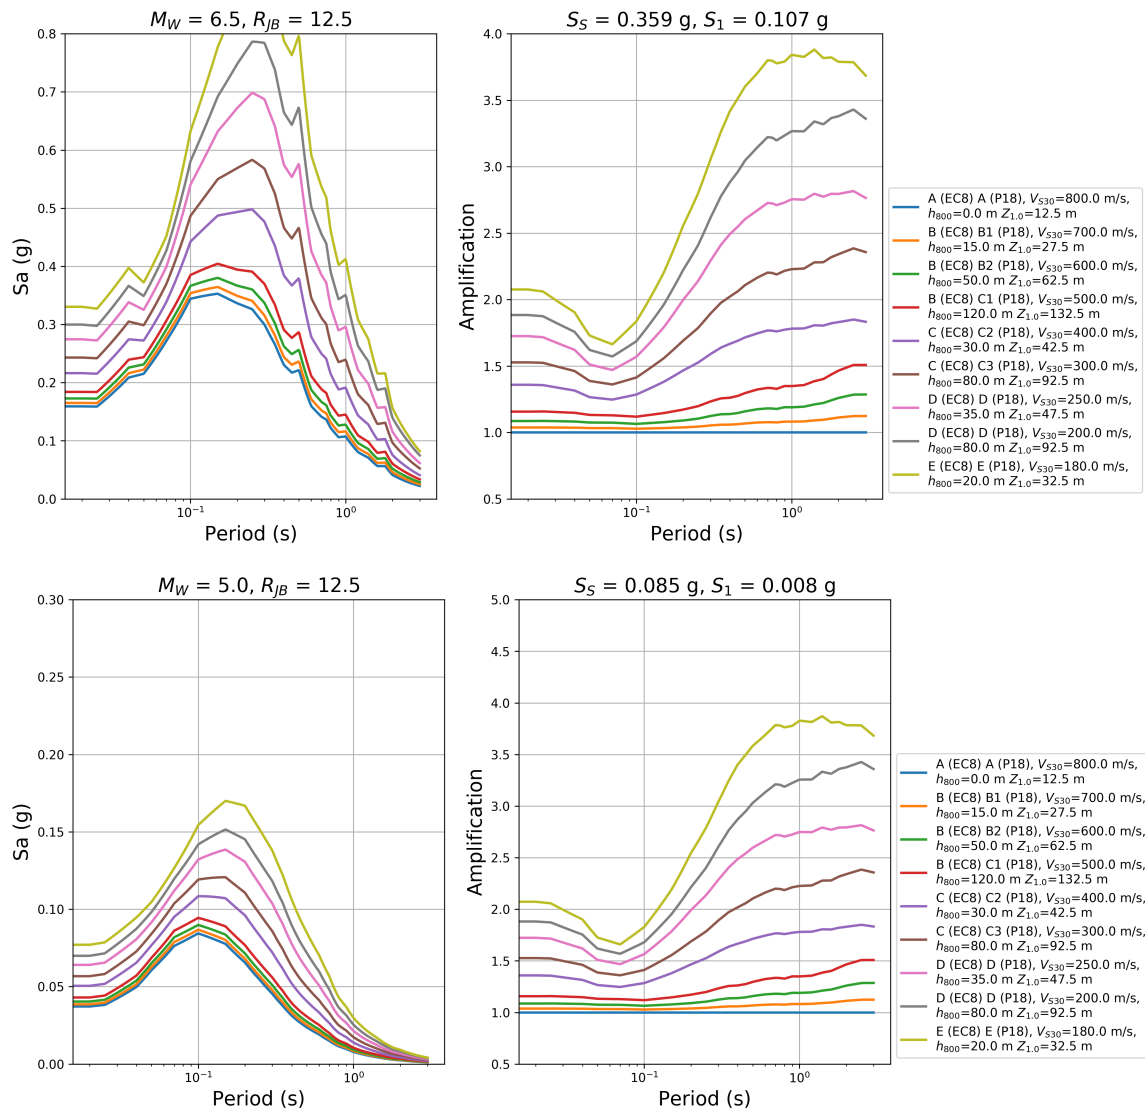 M_W = 6.5, R_JB = 12.5
0.8
0.7
0.6
0.5
0.4
0.3
0.2
0.1
0.0
Sa (g)
10⁻¹
10⁰
Period (s)
S_S = 0.359 g, S_1 = 0.107 g
4.0
3.5
3.0
2.5
2.0
1.5
1.0
0.5
Amplification
10⁻¹
10⁰
Period (s)
A (EC8) A (P18), V_S30=800.0 m/s,
h_800=0.0 m Z_1.0=12.5 m
B (EC8) B1 (P18), V_S30=700.0 m/s,
h_800=15.0 m Z_1.0=27.5 m
B (EC8) B2 (P18), V_S30=600.0 m/s,
h_800=50.0 m Z_1.0=62.5 m
B (EC8) C1 (P18), V_S30=500.0 m/s,
h_800=120.0 m Z_1.0=132.5 m
C (EC8) C2 (P18), V_S30=400.0 m/s,
h_800=30.0 m Z_1.0=42.5 m
C (EC8) C3 (P18), V_S30=300.0 m/s,
h_800=80.0 m Z_1.0=92.5 m
D (EC8) D (P18), V_S30=250.0 m/s,
h_800=35.0 m Z_1.0=47.5 m
D (EC8) D (P18), V_S30=200.0 m/s,
h_800=80.0 m Z_1.0=92.5 m
E (EC8) E (P18), V_S30=180.0 m/s,
h_800=20.0 m Z_1.0=32.5 m
M_W = 5.0, R_JB = 12.5
0.30
0.25
0.20
0.15
0.10
0.05
0.00
Sa (g)
10⁻¹
10⁰
Period (s)
S_S = 0.085 g, S_1 = 0.008 g
5.0
4.5
4.0
3.5
3.0
2.5
2.0
1.5
1.0
0.5
Amplification
10⁻¹
10⁰
Period (s)
A (EC8) A (P18), V_S30=800.0 m/s,
h_800=0.0 m Z_1.0=12.5 m
B (EC8) B1 (P18), V_S30=700.0 m/s,
h_800=15.0 m Z_1.0=27.5 m
B (EC8) B2 (P18), V_S30=600.0 m/s,
h_800=50.0 m Z_1.0=62.5 m
B (EC8) C1 (P18), V_S30=500.0 m/s,
h_800=120.0 m Z_1.0=132.5 m
C (EC8) C2 (P18), V_S30=400.0 m/s,
h_800=30.0 m Z_1.0=42.5 m
C (EC8) C3 (P18), V_S30=300.0 m/s,
h_800=80.0 m Z_1.0=92.5 m
D (EC8) D (P18), V_S30=250.0 m/s,
h_800=35.0 m Z_1.0=47.5 m
D (EC8) D (P18), V_S30=200.0 m/s,
h_800=80.0 m Z_1.0=92.5 m
E (EC8) E (P18), V_S30=180.0 m/s,
h_800=20.0 m Z_1.0=32.5 m